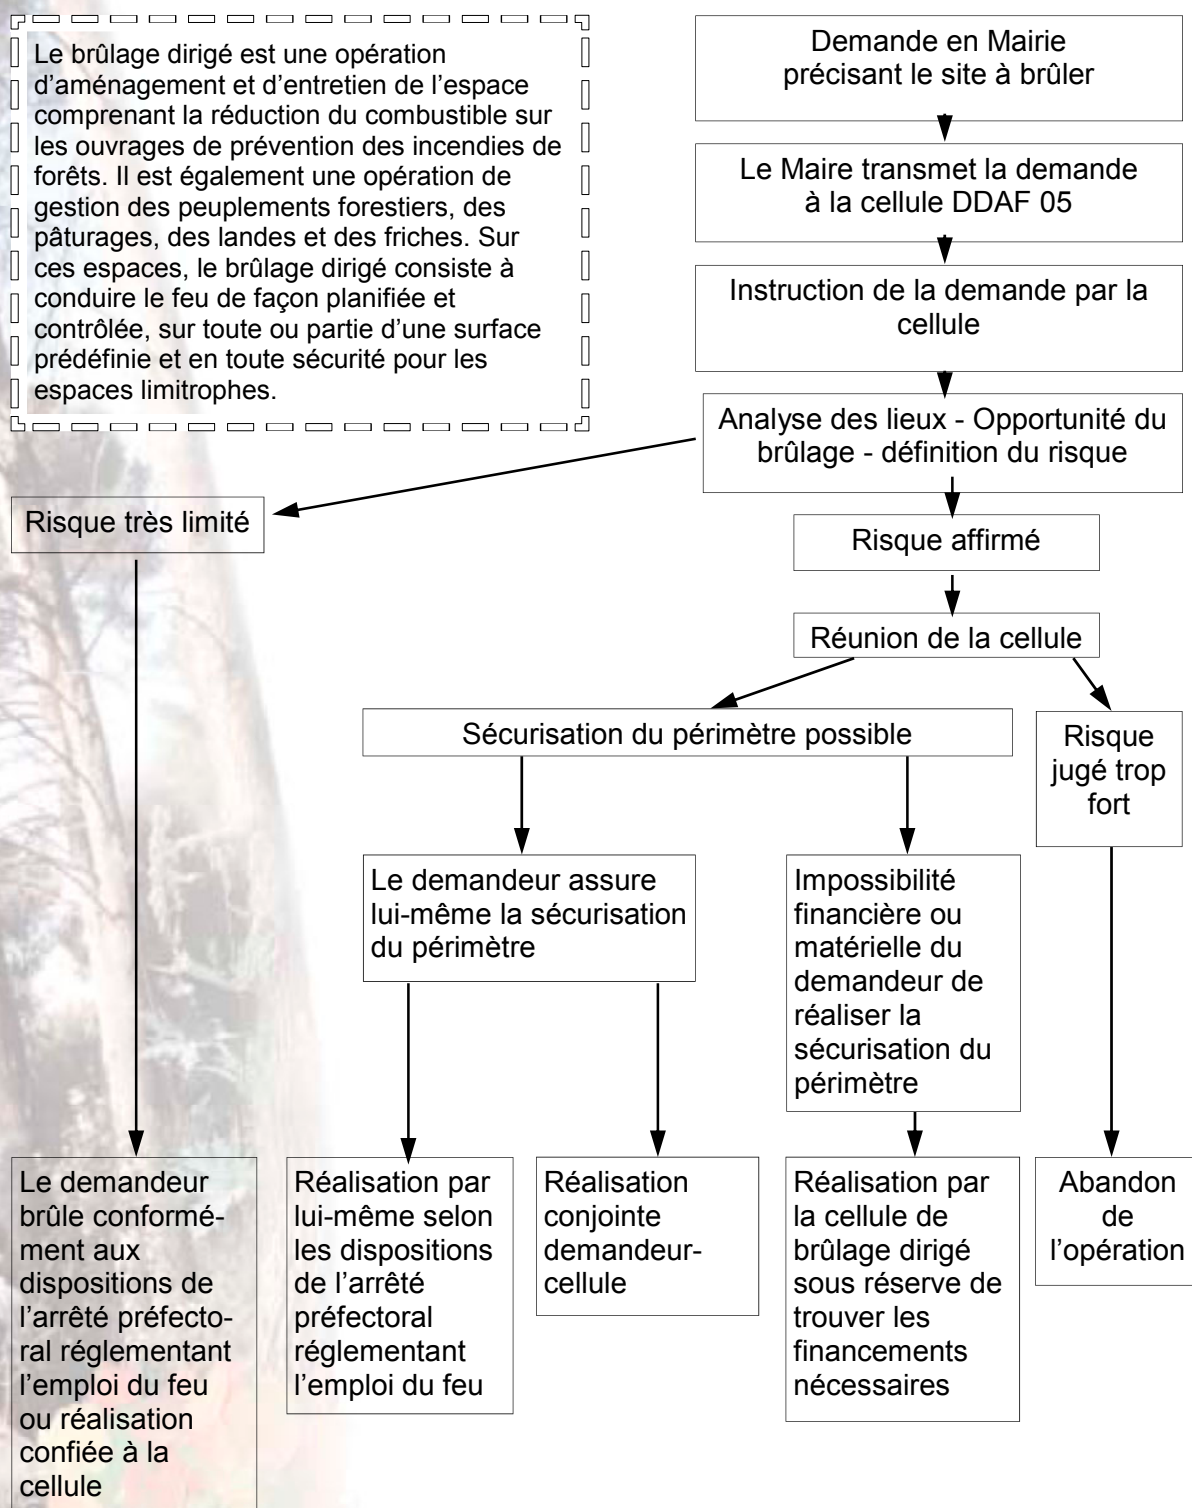 Le brûlage dirigé est une opération
d'aménagement et d'entretien de l'espace
comprenant la réduction du combustible sur
les ouvrages de prévention des incendies de
forêts. Il est également une opération de
gestion des peuplements forestiers, des
pâturages, des landes et des friches. Sur
ces espaces, le brûlage dirigé consiste à
conduire le feu de façon planifiée et
contrôlée, sur toute ou partie d'une surface
prédéfinie et en toute sécurité pour les
espaces limitrophes.
Demande en Mairie
précisant le site à brûler
Le Maire transmet la demande
à la cellule DDAF 05
Instruction de la demande par la
cellule
Analyse des lieux - Opportunité du
brûlage - définition du risque
Risque très limité
Risque affirmé
Réunion de la cellule
Sécurisation du périmètre possible
Risque
jugé trop
fort
Le demandeur assure
lui-même la sécurisation
du périmètre
Impossibilité
financière ou
matérielle du
demandeur de
réaliser la
sécurisation du
périmètre
Le demandeur
brûle conformé-
ment aux
dispositions de
l'arrêté préfecto-
ral réglementant
l'emploi du feu
ou réalisation
confiée à la
cellule
Réalisation par
lui-même selon
les dispositions
de l'arrêté
préfectoral
réglementant
l'emploi du feu
Réalisation
conjointe
demandeur-
cellule
Réalisation par
la cellule de
brûlage dirigé
sous réserve de
trouver les
financements
nécessaires
Abandon
de
l'opération